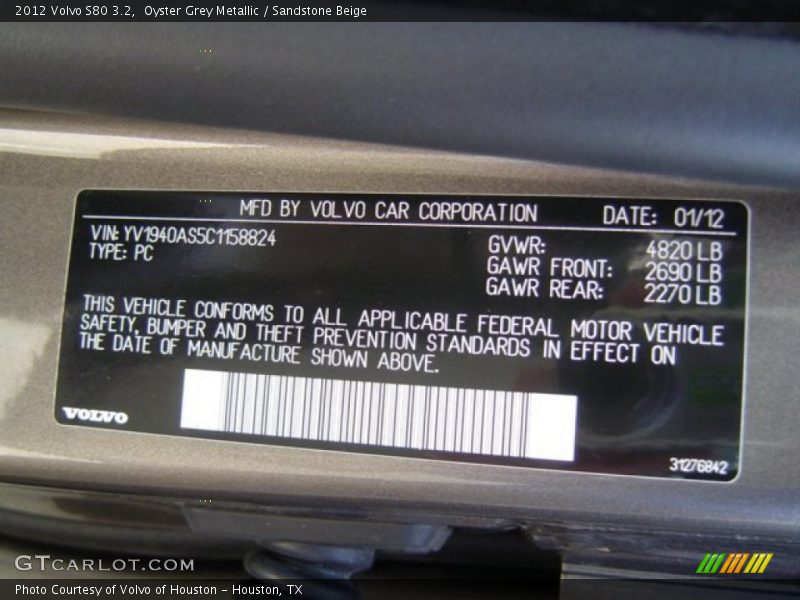 2012 Volvo S80 3.2, Oyster Grey Metallic / Sandstone Beige
MFD BY VOLVO CAR CORPORATION DATE: 01/12
VIN: YV1940AS5C1158824
TYPE: PC
GVWR: 4820 LB
GAWR FRONT: 2690 LB
GAWR REAR: 2270 LB
THIS VEHICLE CONFORMS TO ALL APPLICABLE FEDERAL MOTOR VEHICLE
SAFETY, BUMPER AND THEFT PREVENTION STANDARDS IN EFFECT ON
THE DATE OF MANUFACTURE SHOWN ABOVE.
VOLVO
31276842
GTCARLOT.COM
Photo Courtesy of Volvo of Houston - Houston, TX